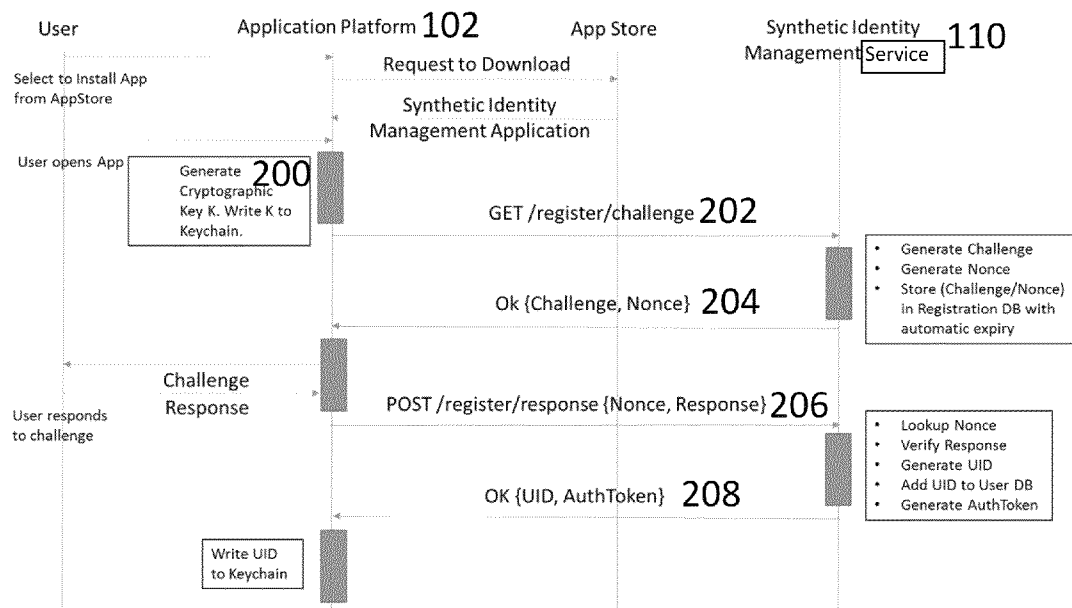 User
Application Platform 102
App Store
Synthetic Identity
Management Service 110
Select to Install App
from AppStore
Request to Download
Synthetic Identity
Management Application
User opens App
Generate 200
Cryptographic
Key K. Write K to
Keychain.
GET /register/challenge 202
• Generate Challenge
• Generate Nonce
• Store (Challenge/Nonce)
in Registration DB with
automatic expiry
Ok {Challenge, Nonce} 204
Challenge
Response
User responds
to challenge
POST /register/response {Nonce, Response} 206
• Lookup Nonce
• Verify Response
• Generate UID
• Add UID to User DB
• Generate AuthToken
OK {UID, AuthToken} 208
Write UID
to Keychain